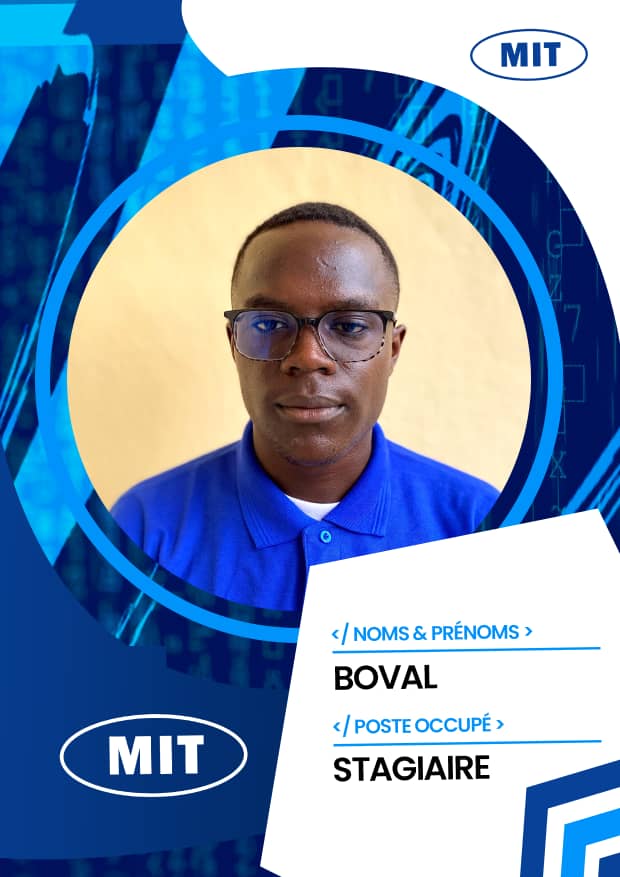 MIT
</ NOMS & PRÉNOMS >
BOVAL
</ POSTE OCCUPÉ >
STAGIAIRE
MIT